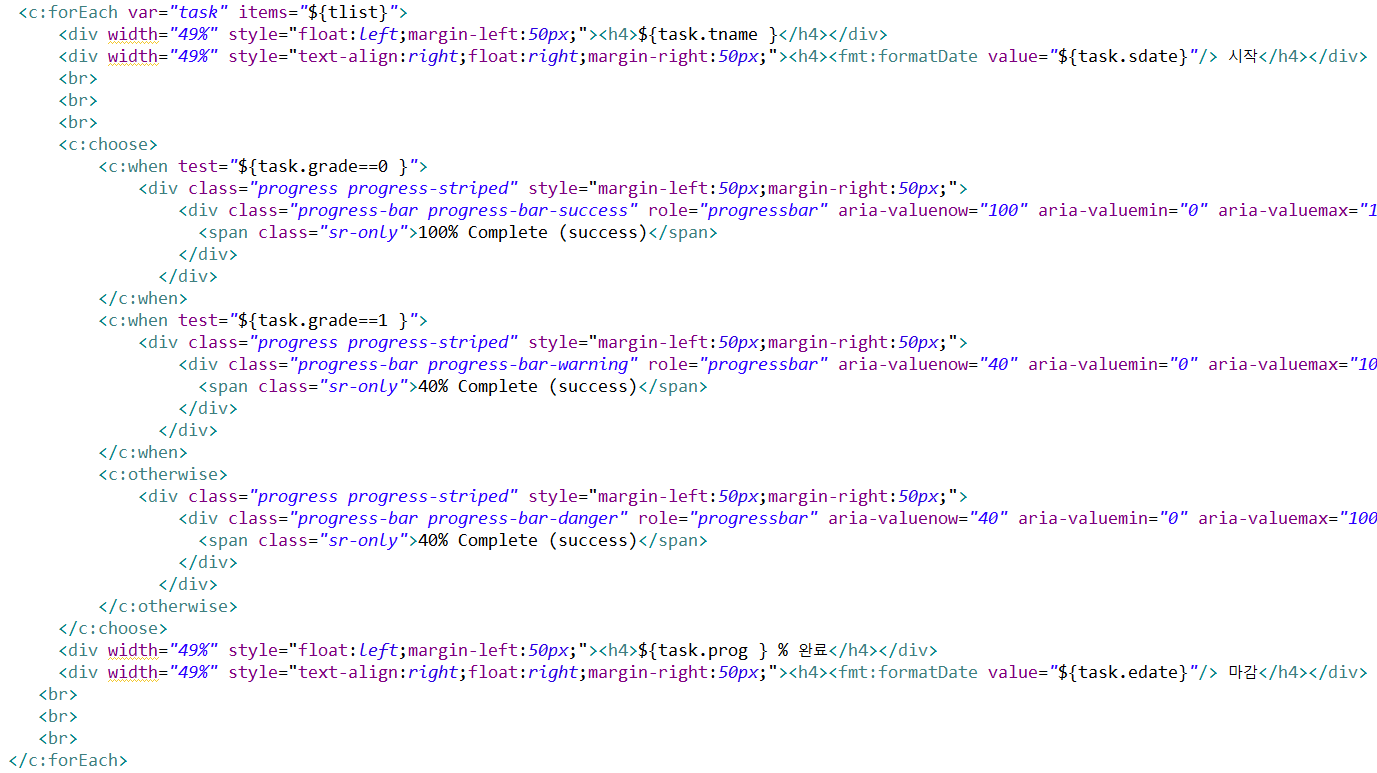 <c:forEach var="task" items="${tlist}">
<div width="49%" style="float:left;margin-left:50px;"><h4>${task.tname }</h4></div>
<div width="49%" style="text-align:right;float:right;margin-right:50px;"><h4><fmt:formatDate value="${task.sdate}"/> 시작</h4></div>
<br>
<br>
<br>
<c:choose>
<c:when test="${task.grade==0 }">
<div class="progress progress-striped" style="margin-left:50px;margin-right:50px;">
<div class="progress-bar progress-bar-success" role="progressbar" aria-valuenow="100" aria-valuemin="0" aria-valuemax="1
<span class="sr-only">100% Complete (success)</span>
</div>
</div>
</c:when>
<c:when test="${task.grade==1 }">
<div class="progress progress-striped" style="margin-left:50px;margin-right:50px;">
<div class="progress-bar progress-bar-warning" role="progressbar" aria-valuenow="40" aria-valuemin="0" aria-valuemax="10
<span class="sr-only">40% Complete (success)</span>
</div>
</div>
</c:when>
<c:otherwise>
<div class="progress progress-striped" style="margin-left:50px;margin-right:50px;">
<div class="progress-bar progress-bar-danger" role="progressbar" aria-valuenow="40" aria-valuemin="0" aria-valuemax="100
<span class="sr-only">40% Complete (success)</span>
</div>
</div>
</c:otherwise>
</c:choose>
<div width="49%" style="float:left;margin-left:50px;"><h4>${task.prog } % 완료</h4></div>
<div width="49%" style="text-align:right;float:right;margin-right:50px;"><h4><fmt:formatDate value="${task.edate}"/> 마감</h4></div>
<br>
<br>
<br>
</c:forEach>